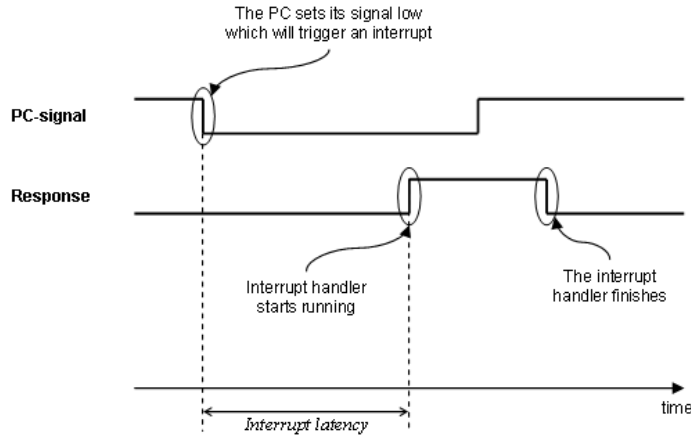 The PC sets its signal low
which will trigger an interrupt
PC-signal
Response
Interrupt handler
starts running
The interrupt
handler finishes
time
Interrupt latency